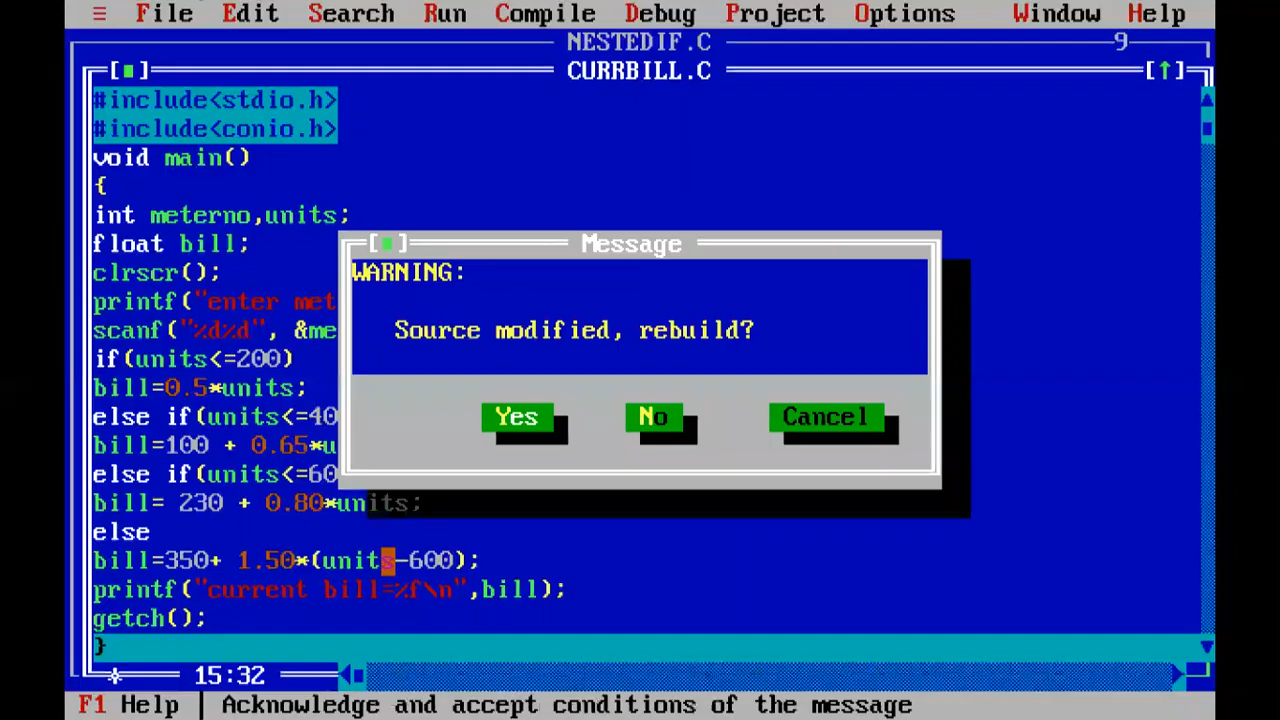 ≡ File Edit Search Run Compile Debug Project Options Window Help
NESTEDIF.C 9
[■] CURRBILL.C [↑]
#include<stdio.h>
#include<conio.h>
void main()
{
int meterno,units;
float bill;
clrscr();
printf("enter met
scanf("%d%d", &me
if(units<=200)
bill=0.5*units;
else if(units<=40
bill=100 + 0.65*u
else if(units<=60
bill= 230 + 0.80*units;
else
bill=350+ 1.50*(units-600);
printf("current bill=%f\n",bill);
getch();
}
[■] Message
WARNING:
Source modified, rebuild?
Yes No Cancel
* 15:32
F1 Help | Acknowledge and accept conditions of the message